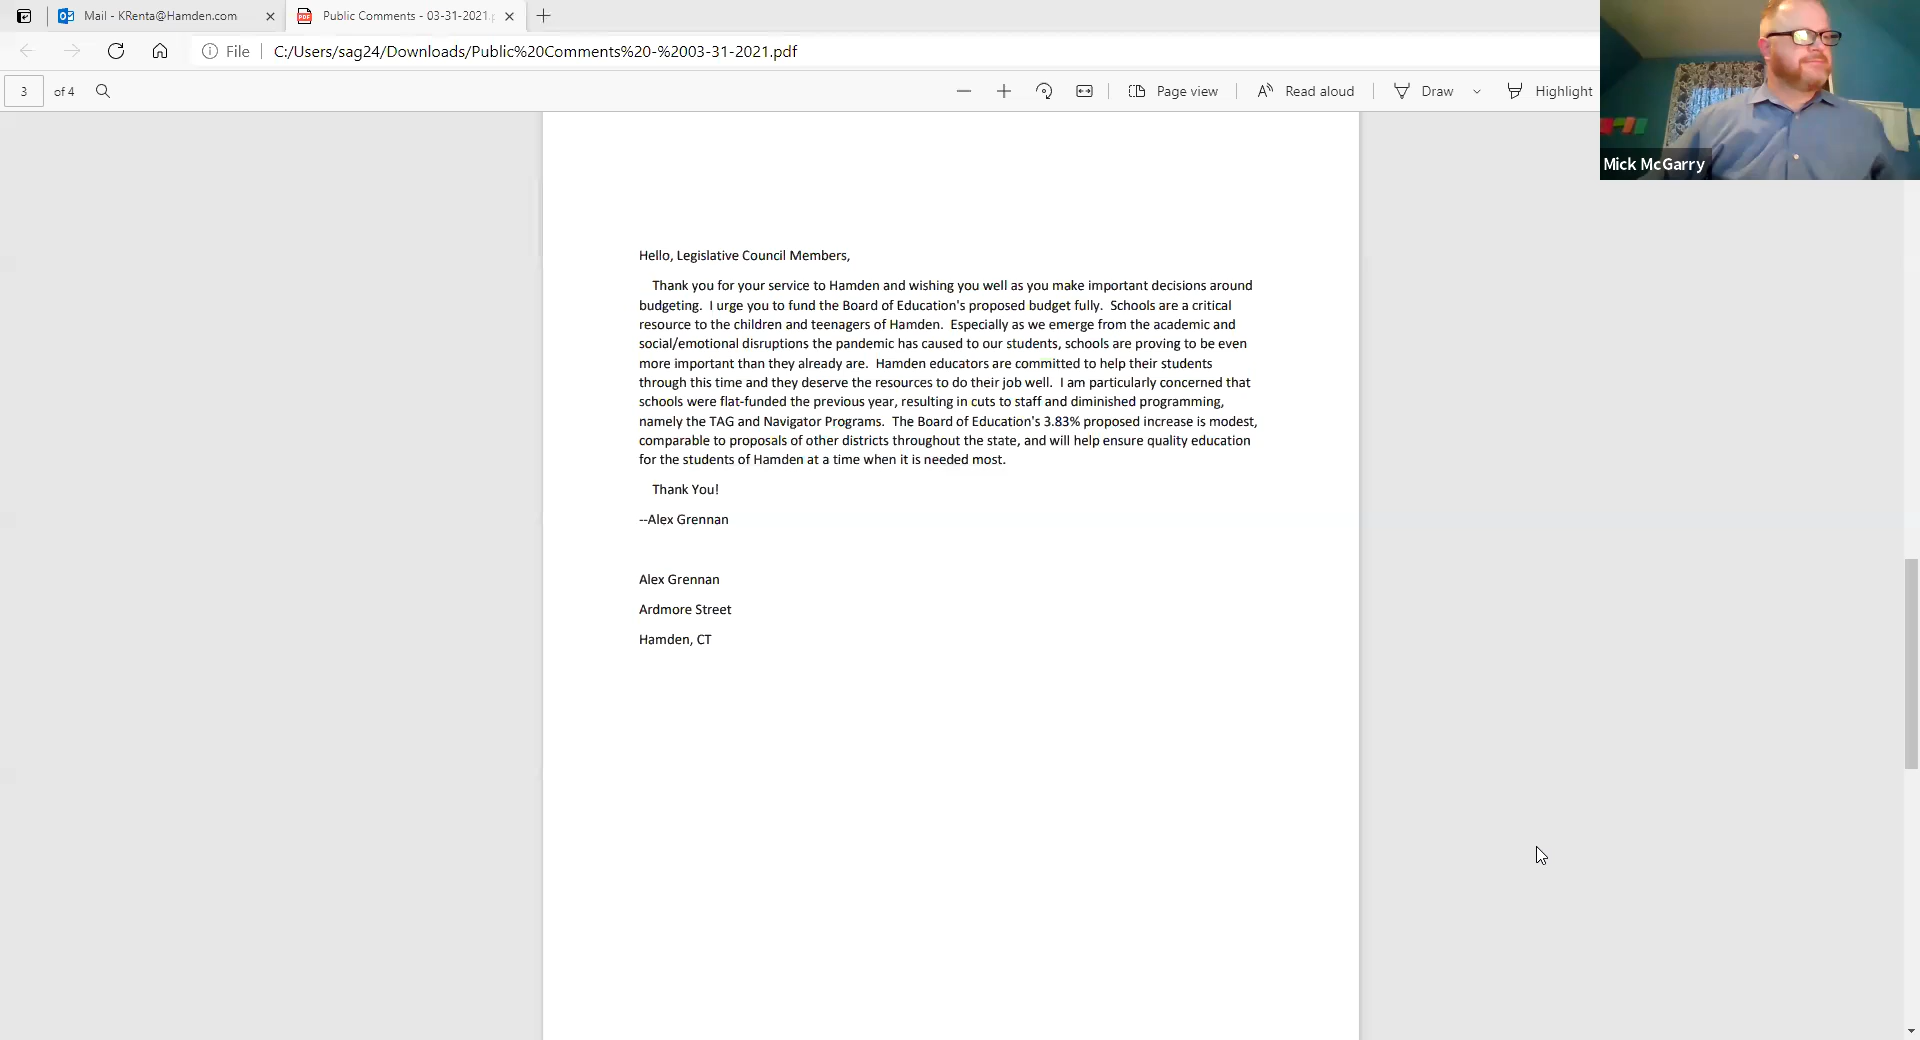 Mail - KRenta@Hamden.com
Public Comments - 03-31-2021.p
File
C:/Users/sag24/Downloads/Public%20Comments%20-%2003-31-2021.pdf
3 of 4
Page view
Read aloud
Draw
Highlight
Mick McGarry
Hello, Legislative Council Members,
Thank you for your service to Hamden and wishing you well as you make important decisions around
budgeting. I urge you to fund the Board of Education's proposed budget fully. Schools are a critical
resource to the children and teenagers of Hamden. Especially as we emerge from the academic and
social/emotional disruptions the pandemic has caused to our students, schools are proving to be even
more important than they already are. Hamden educators are committed to help their students
through this time and they deserve the resources to do their job well. I am particularly concerned that
schools were flat-funded the previous year, resulting in cuts to staff and diminished programming,
namely the TAG and Navigator Programs. The Board of Education's 3.83% proposed increase is modest,
comparable to proposals of other districts throughout the state, and will help ensure quality education
for the students of Hamden at a time when it is needed most.
Thank You!
--Alex Grennan
Alex Grennan
Ardmore Street
Hamden, CT